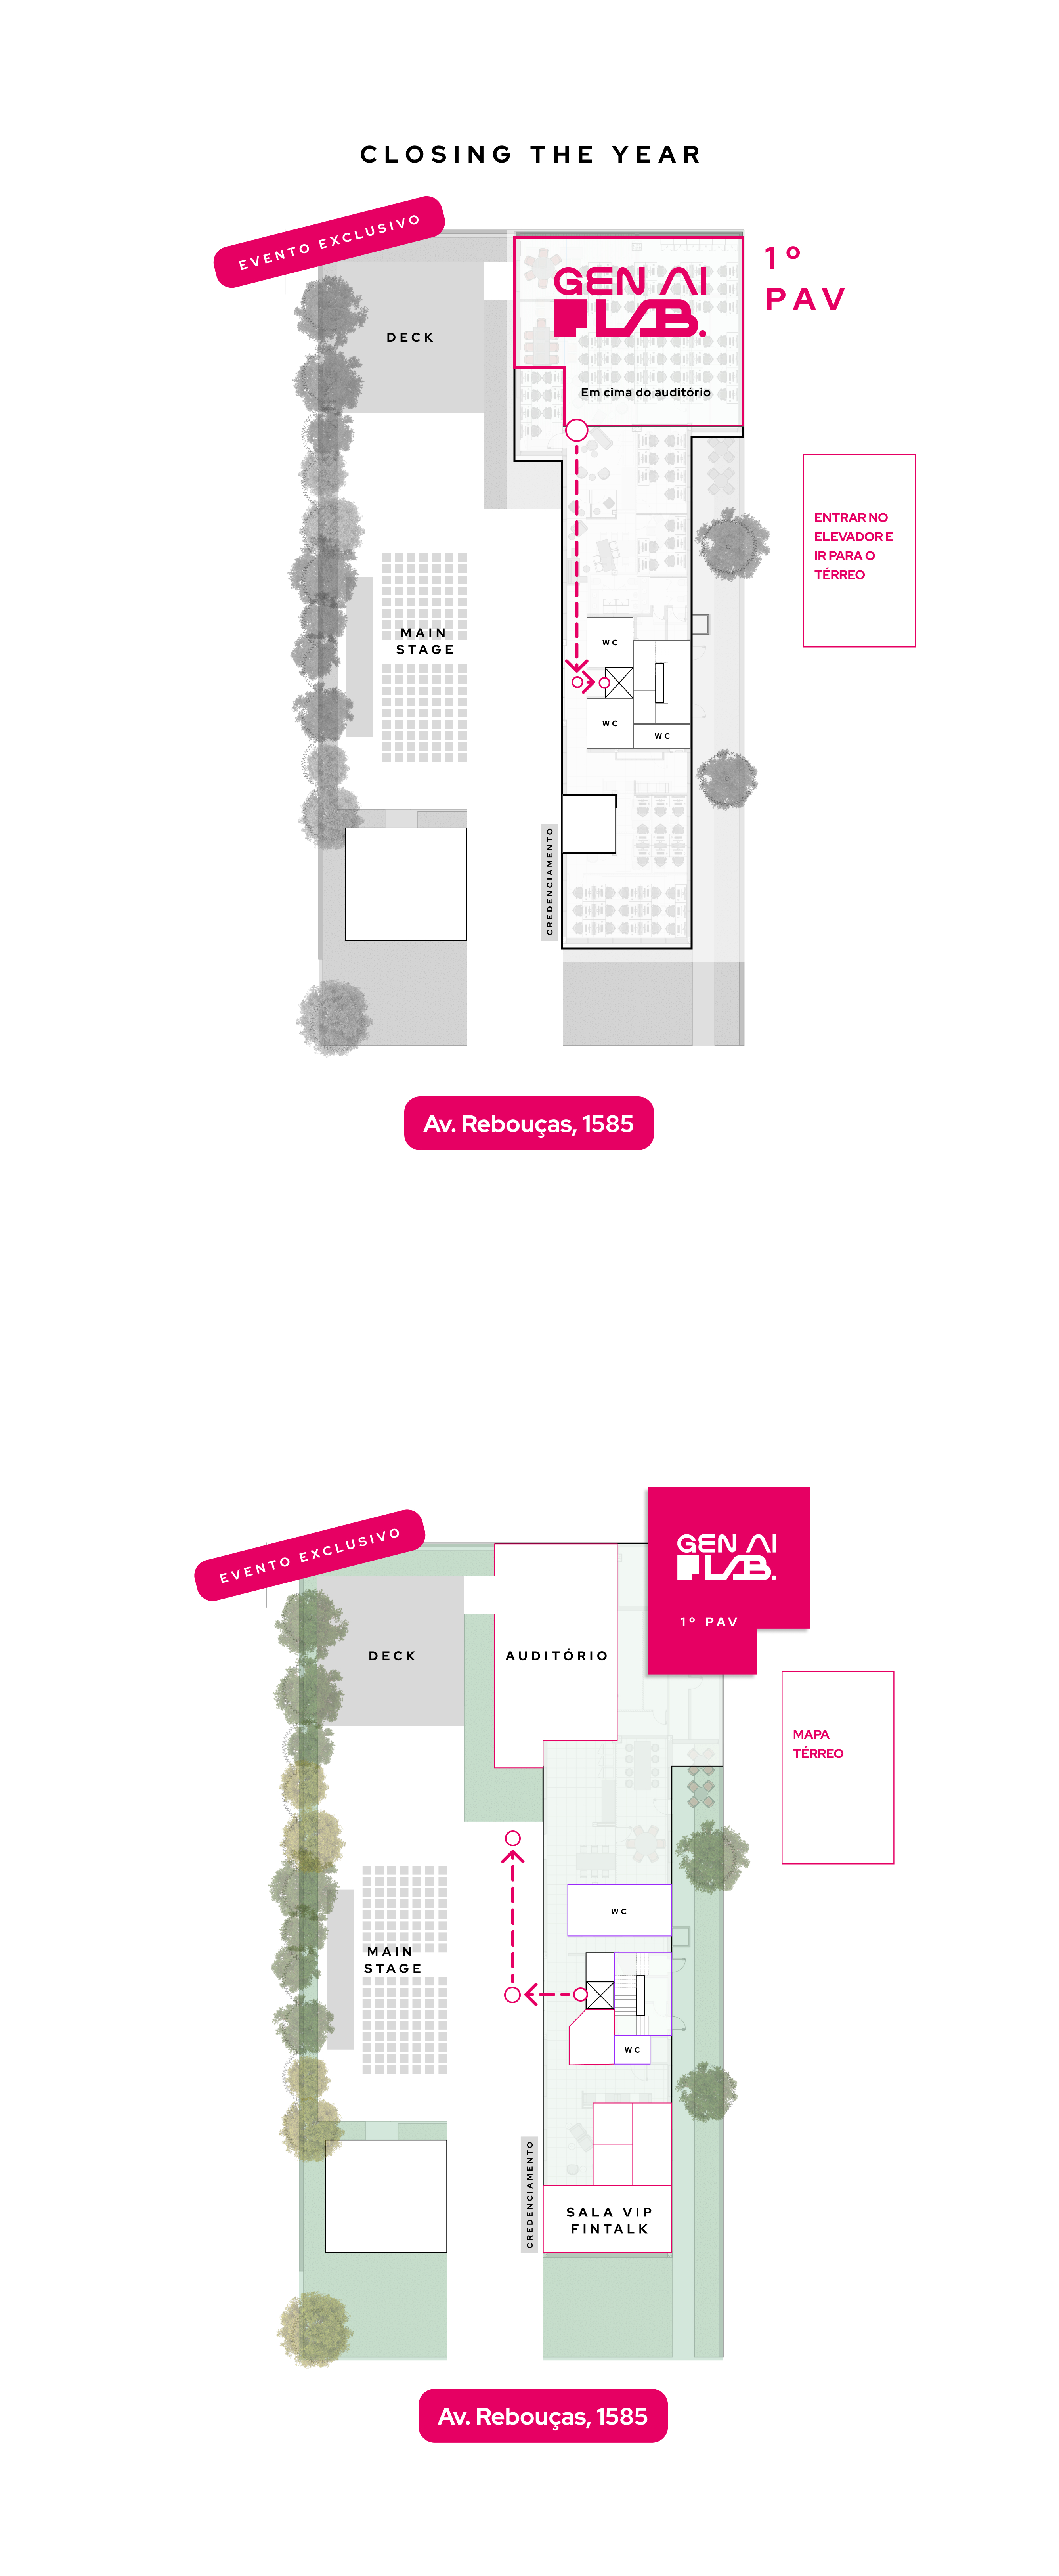 CLOSING THE YEAR
EVENTO EXCLUSIVO
1º
PAV
GEN AI
LAB.
DECK
Em cima do auditório
ENTRAR NO
ELEVADOR E
IR PARA O
TÉRREO
MAIN
STAGE
WC
WC
WC
CREDENCIAMENTO
Av. Rebouças, 1585
EVENTO EXCLUSIVO
GEN AI
LAB.
1º PAV
DECK
AUDITÓRIO
MAPA
TÉRREO
WC
MAIN
STAGE
WC
CREDENCIAMENTO
SALA VIP
FINTALK
Av. Rebouças, 1585